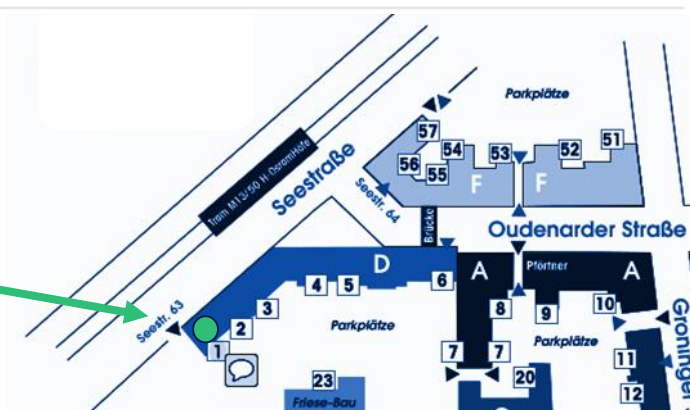 Parkplätze
57
54
53
52
51
56
55
F
F
Tram M13/50 N-OsramHöfe
Seestraße
Seestr. 64
Brücke
Oudenarder Straße
D
A
Pförtner
A
Seestr. 63
4
5
6
3
2
1
Parkplätze
8
9
10
Parkplätze
7
7
11
12
20
23
Friese-Bau
Groninger